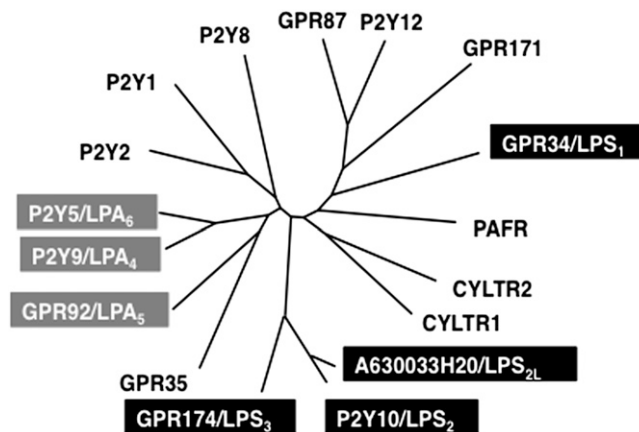 GPR87 P2Y12
P2Y8
GPR171
P2Y1
GPR34/LPS₁
P2Y2
P2Y5/LPA₆
PAFR
P2Y9/LPA₄
CYLTR2
GPR92/LPA₅
CYLTR1
A630033H20/LPS₂L
GPR35
GPR174/LPS₃
P2Y10/LPS₂